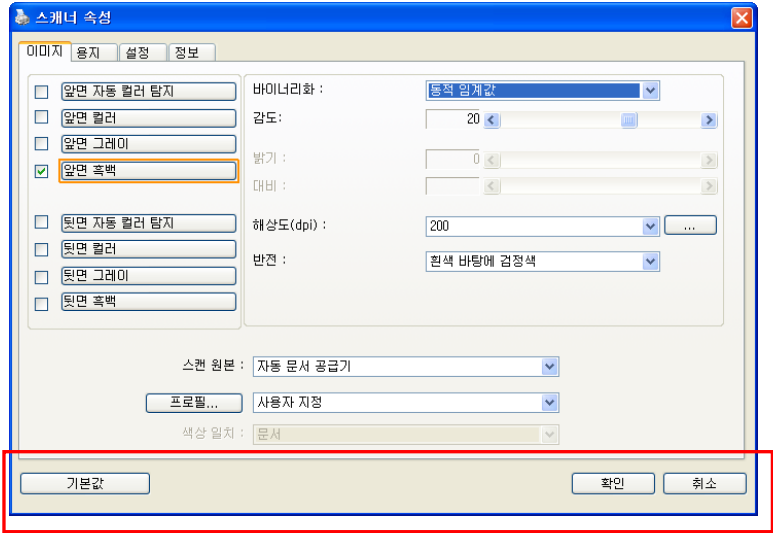 스캐너 속성
이미지 용지 설정 정보
앞면 자동 컬러 탐지
앞면 컬러
앞면 그레이
앞면 흑백
뒷면 자동 컬러 탐지
뒷면 컬러
뒷면 그레이
뒷면 흑백
바이너리화 : 동적 임계값
감도: 20
밝기 : 0
대비 :
해상도(dpi) : 200 ...
반전 : 흰색 바탕에 검정색
스캔 원본 : 자동 문서 공급기
프로필... 사용자 지정
색상 일치 : 문서
기본값 확인 취소